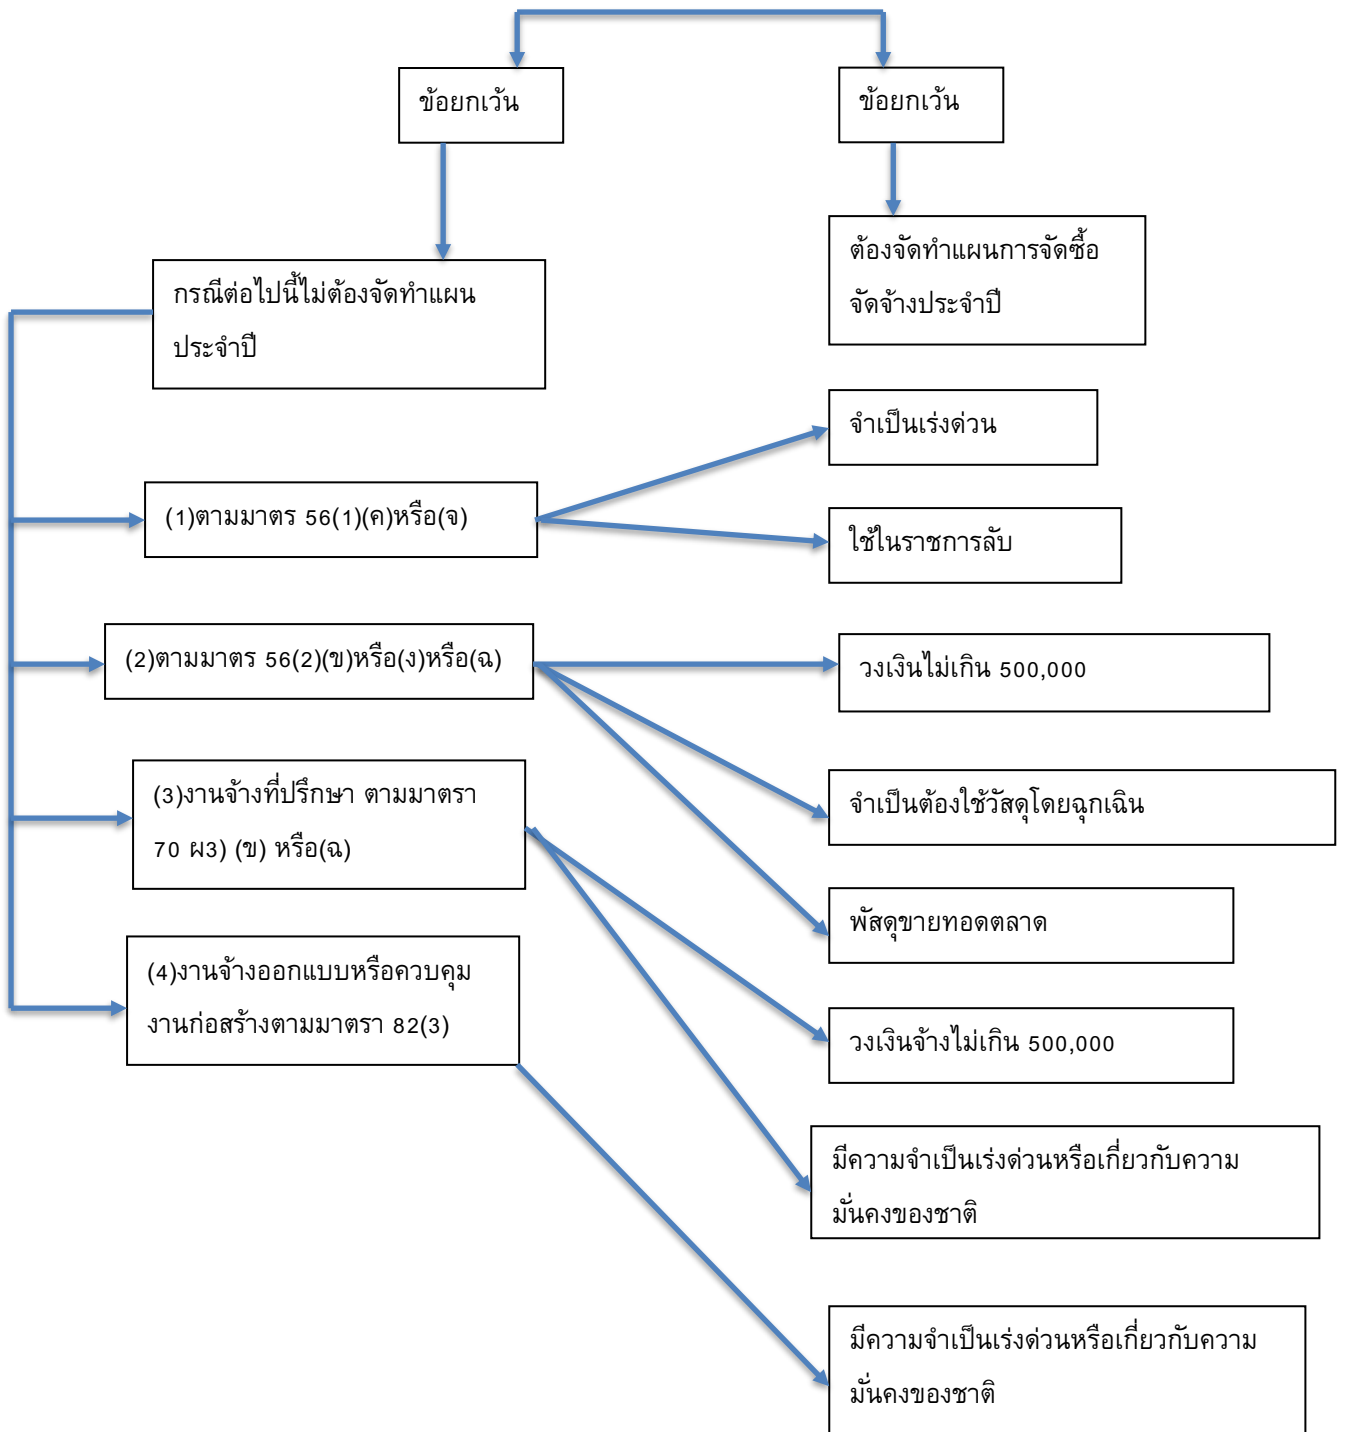 ข้อยกเว้น
ข้อยกเว้น
ต้องจัดทำแผนการจัดซื้อ
จัดจ้างประจำปี
กรณีต่อไปนี้ไม่ต้องจัดทำแผน
ประจำปี
จำเป็นเร่งด่วน
(1)ตามมาตร 56(1)(ค)หรือ(จ)
ใช้ในราชการลับ
(2)ตามมาตร 56(2)(ข)หรือ(ง)หรือ(ฉ)
วงเงินไม่เกิน 500,000
(3)งานจ้างที่ปรึกษา ตามมาตรา
70 ผ3) (ข) หรือ(ฉ)
จำเป็นต้องใช้วัสดุโดยฉุกเฉิน
พัสดุขายทอดตลาด
(4)งานจ้างออกแบบหรือควบคุม
งานก่อสร้างตามมาตรา 82(3)
วงเงินจ้างไม่เกิน 500,000
มีความจำเป็นเร่งด่วนหรือเกี่ยวกับความ
มั่นคงของชาติ
มีความจำเป็นเร่งด่วนหรือเกี่ยวกับความ
มั่นคงของชาติ